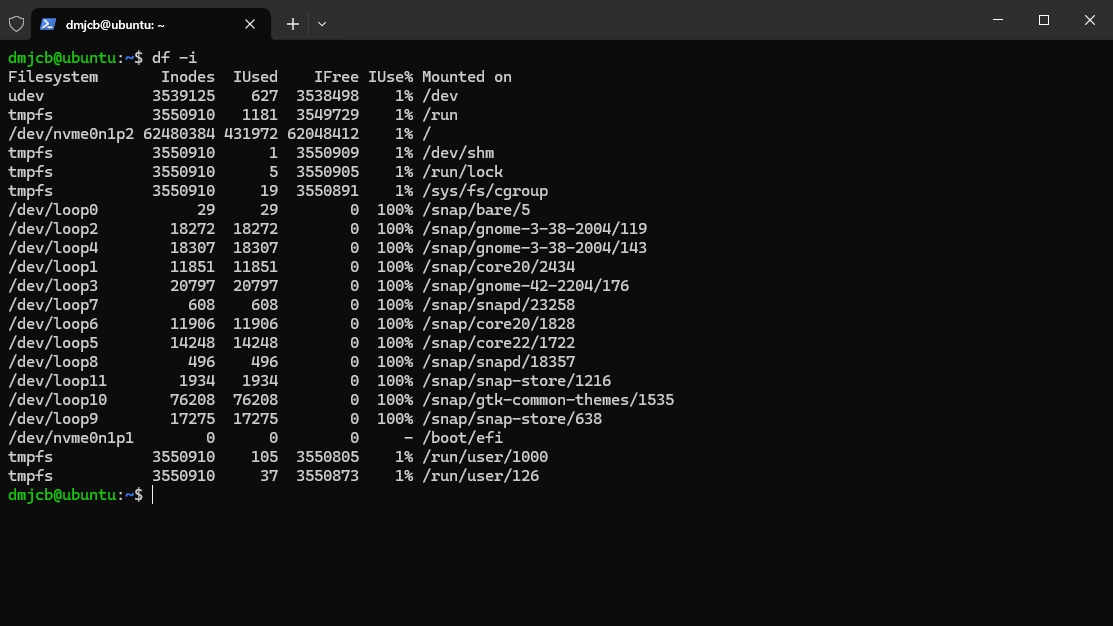 dmjcb@ubuntu: ~
dmjcb@ubuntu:~$ df -i
Filesystem       Inodes  IUsed    IFree IUse% Mounted on
udev            3539125    627  3538498    1% /dev
tmpfs           3550910   1181  3549729    1% /run
/dev/nvme0n1p2 62480384 431972 62048412    1% /
tmpfs           3550910      1  3550909    1% /dev/shm
tmpfs           3550910      5  3550905    1% /run/lock
tmpfs           3550910     19  3550891    1% /sys/fs/cgroup
/dev/loop0           29     29        0  100% /snap/bare/5
/dev/loop2        18272  18272        0  100% /snap/gnome-3-38-2004/119
/dev/loop4        18307  18307        0  100% /snap/gnome-3-38-2004/143
/dev/loop1        11851  11851        0  100% /snap/core20/2434
/dev/loop3        20797  20797        0  100% /snap/gnome-42-2204/176
/dev/loop7          608    608        0  100% /snap/snapd/23258
/dev/loop6        11906  11906        0  100% /snap/core20/1828
/dev/loop5        14248  14248        0  100% /snap/core22/1722
/dev/loop8          496    496        0  100% /snap/snapd/18357
/dev/loop11        1934   1934        0  100% /snap/snap-store/1216
/dev/loop10       76208  76208        0  100% /snap/gtk-common-themes/1535
/dev/loop9        17275  17275        0  100% /snap/snap-store/638
/dev/nvme0n1p1        0      0        0     - /boot/efi
tmpfs           3550910    105  3550805    1% /run/user/1000
tmpfs           3550910     37  3550873    1% /run/user/126
dmjcb@ubuntu:~$